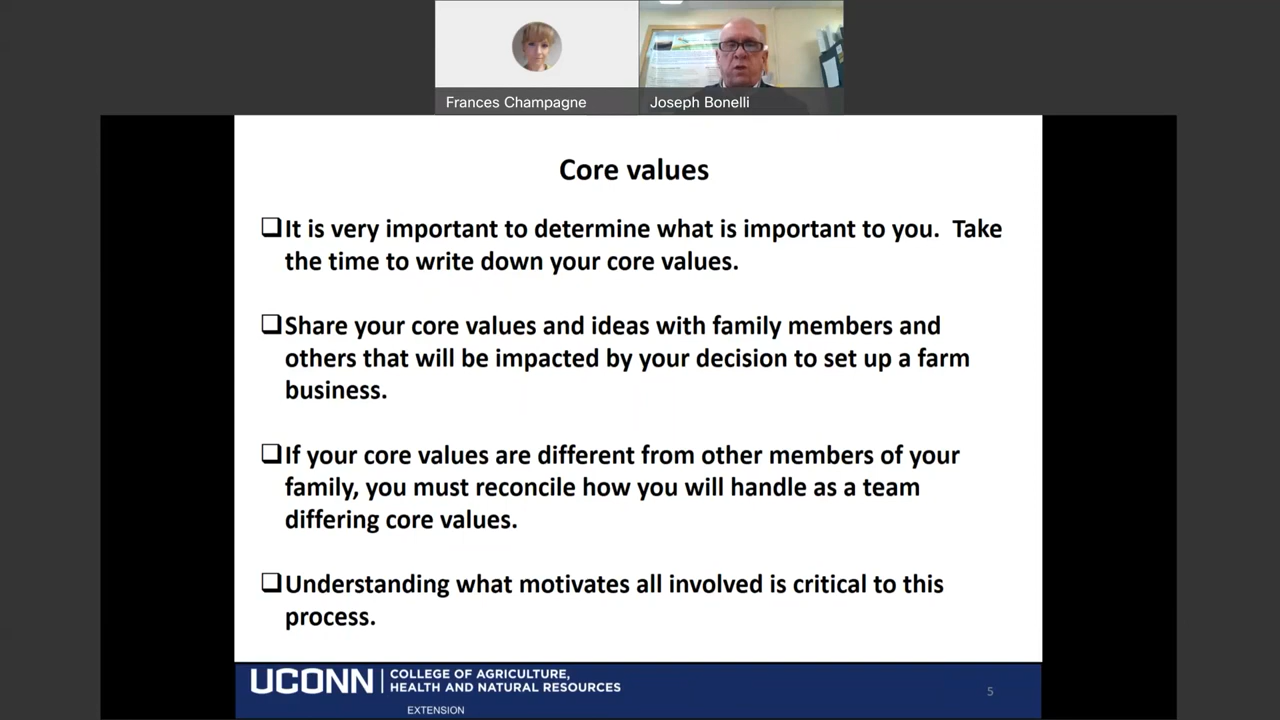 Frances Champagne
Joseph Bonelli
Core values
❑It is very important to determine what is important to you.  Take
the time to write down your core values.
❑Share your core values and ideas with family members and
others that will be impacted by your decision to set up a farm
business.
❑If your core values are different from other members of your
family, you must reconcile how you will handle as a team
differing core values.
❑Understanding what motivates all involved is critical to this
process.
UCONN
COLLEGE OF AGRICULTURE,
HEALTH AND NATURAL RESOURCES
EXTENSION
5